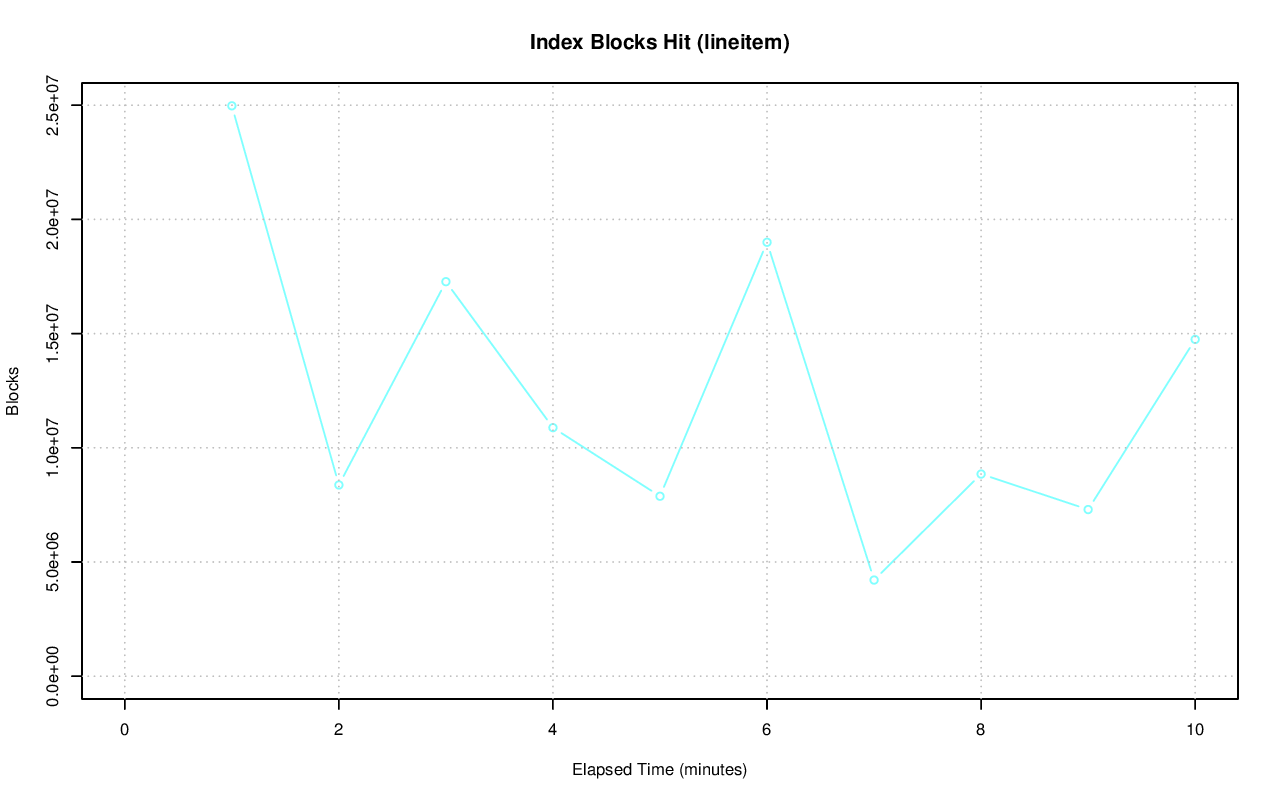 Index Blocks Hit (lineitem)
Blocks
2.5e+07
2.0e+07
1.5e+07
1.0e+07
5.0e+06
0.0e+00
0 2 4 6 8 10
Elapsed Time (minutes)